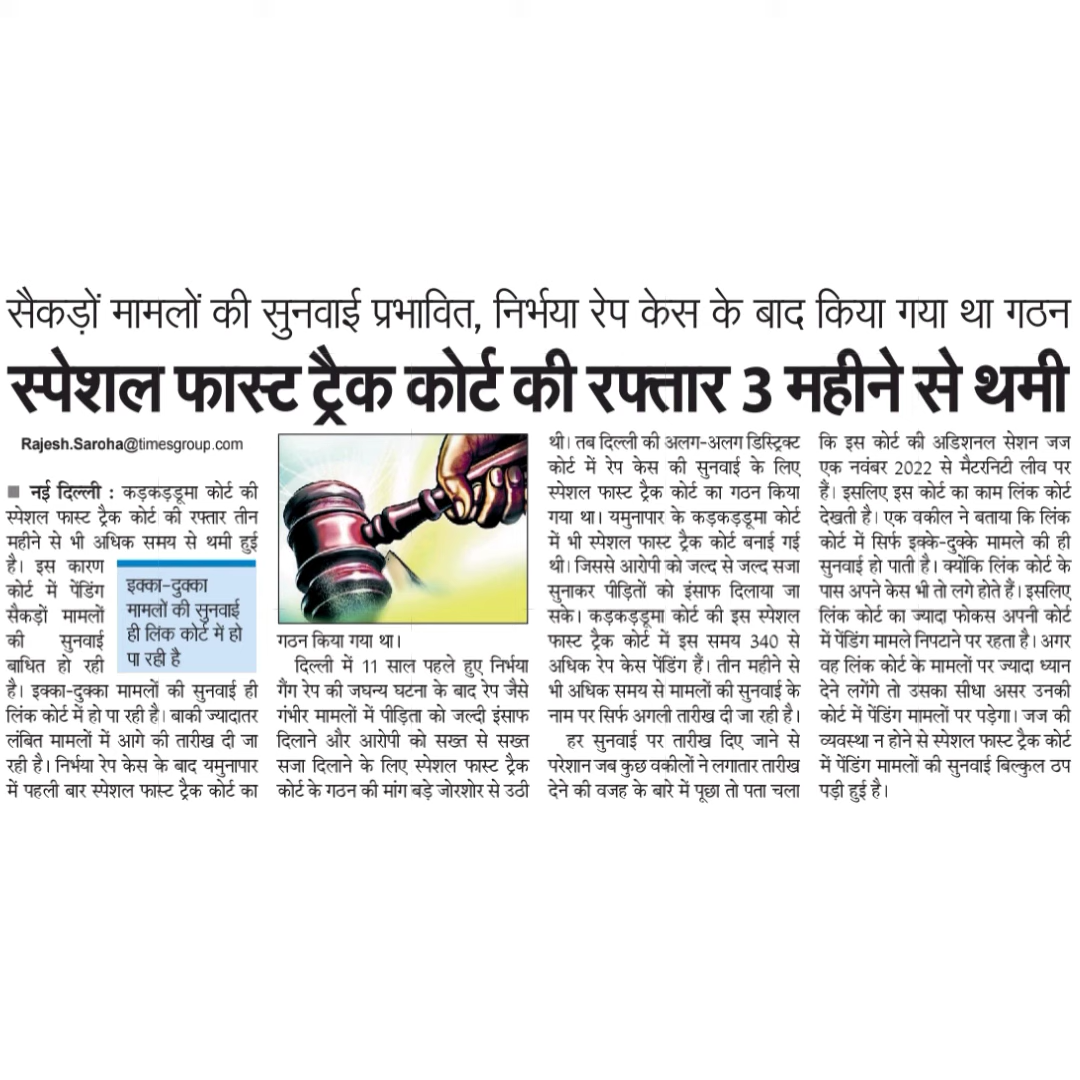 सैकड़ों मामलों की सुनवाई प्रभावित, निर्भया रेप केस के बाद किया गया था गठन
स्पेशल फास्ट ट्रैक कोर्ट की रफ्तार 3 महीने से थमी
Rajesh.Saroha@timesgroup.com
■ नई दिल्ली : कड़कड़डूमा कोर्ट की
स्पेशल फास्ट ट्रैक कोर्ट की रफ्तार तीन
महीने से भी अधिक समय से थमी हुई
है। इस कारण
कोर्ट में पेंडिंग
सैकड़ों मामलों
की सुनवाई
बाधित हो रही
है। इक्का-दुक्का मामलों की सुनवाई ही
लिंक कोर्ट में हो पा रही है। बाकी ज्यादातर
लंबित मामलों में आगे की तारीख दी जा
रही है। निर्भया रेप केस के बाद यमुनापार
में पहली बार स्पेशल फास्ट ट्रैक कोर्ट का
इक्का-दुक्का
मामलों की सुनवाई
ही लिंक कोर्ट में हो
पा रही है
गठन किया गया था।
दिल्ली में 11 साल पहले हुए निर्भया
गैंग रेप की जघन्य घटना के बाद रेप जैसे
गंभीर मामलों में पीड़िता को जल्दी इंसाफ
दिलाने और आरोपी को सख्त से सख्त
सजा दिलाने के लिए स्पेशल फास्ट ट्रैक
कोर्ट के गठन की मांग बड़े जोरशोर से उठी
थी। तब दिल्ली की अलग-अलग डिस्ट्रिक्ट
कोर्ट में रेप केस की सुनवाई के लिए
स्पेशल फास्ट ट्रैक कोर्ट का गठन किया
गया था। यमुनापार के कड़कड़डूमा कोर्ट
में भी स्पेशल फास्ट ट्रैक कोर्ट बनाई गई
थी। जिससे आरोपी को जल्द से जल्द सजा
सुनाकर पीड़ितों को इंसाफ दिलाया जा
सके। कड़कड़डूमा कोर्ट की इस स्पेशल
फास्ट ट्रैक कोर्ट में इस समय 340 से
अधिक रेप केस पेंडिंग हैं। तीन महीने से
भी अधिक समय से मामलों की सुनवाई के
नाम पर सिर्फ अगली तारीख दी जा रही है।
हर सुनवाई पर तारीख दिए जाने से
परेशान जब कुछ वकीलों ने लगातार तारीख
देने की वजह के बारे में पूछा तो पता चला
कि इस कोर्ट की अडिशनल सेशन जज
एक नवंबर 2022 से मैटरनिटी लीव पर
हैं। इसलिए इस कोर्ट का काम लिंक कोर्ट
देखती है। एक वकील ने बताया कि लिंक
कोर्ट में सिर्फ इक्के-दुक्के मामले की ही
सुनवाई हो पाती है। क्योंकि लिंक कोर्ट के
पास अपने केस भी तो लगे होते हैं। इसलिए
लिंक कोर्ट का ज्यादा फोकस अपनी कोर्ट
में पेंडिंग मामले निपटाने पर रहता है। अगर
वह लिंक कोर्ट के मामलों पर ज्यादा ध्यान
देने लगेंगे तो उसका सीधा असर उनकी
कोर्ट में पेंडिंग मामलों पर पड़ेगा। जज की
व्यवस्था न होने से स्पेशल फास्ट ट्रैक कोर्ट
में पेंडिंग मामलों की सुनवाई बिल्कुल ठप
पड़ी हुई है।